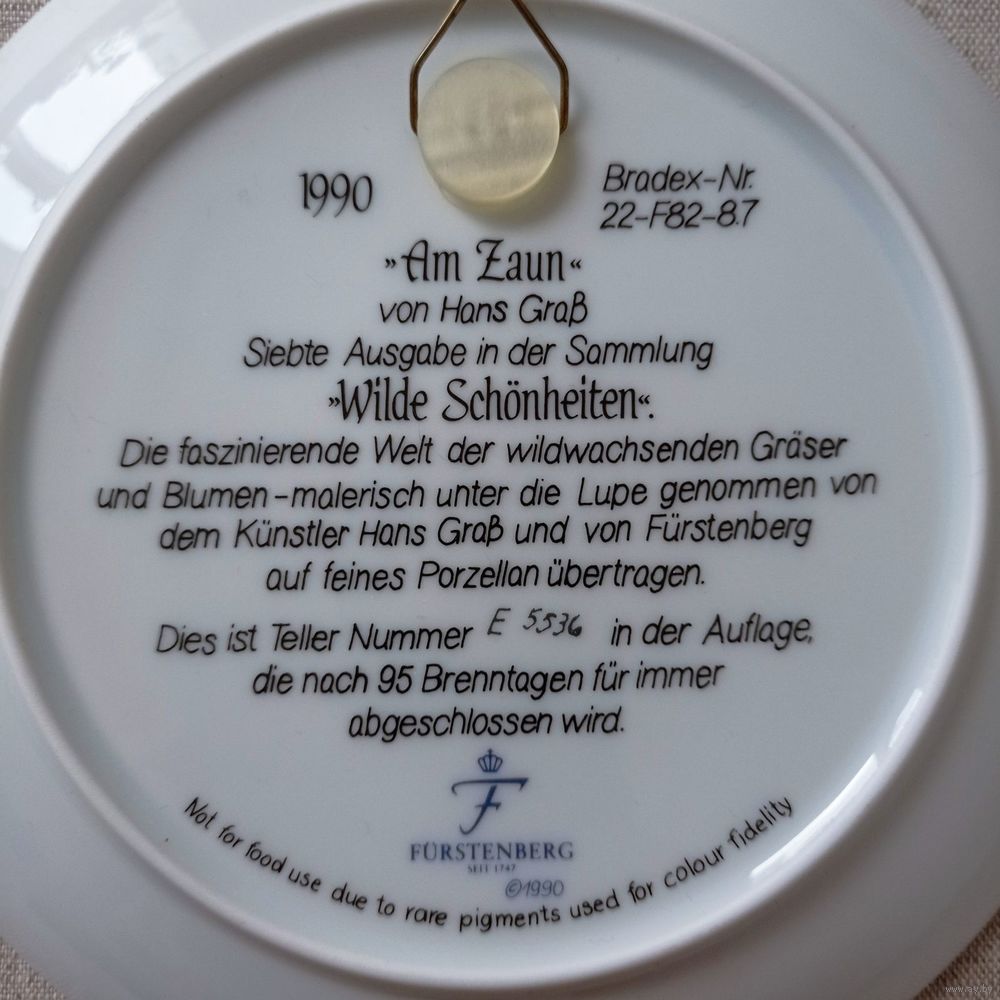 1990
Bradex-Nr.
22-F82-8.7
»Am Zaun«
von Hans Graß
Siebte Ausgabe in der Sammlung
»Wilde Schönheiten«.
Die faszinierende Welt der wildwachsenden Gräser
und Blumen-malerisch unter die Lupe genommen von
dem Künstler Hans Graß und von Fürstenberg
auf feines Porzellan übertragen.
Dies ist Teller Nummer E 5536 in der Auflage,
die nach 95 Brenntagen für immer
abgeschlossen wird.
F
FÜRSTENBERG
SEIT 1747
©1990
Not for food use due to rare pigments used for colour fidelity
www.ay.by